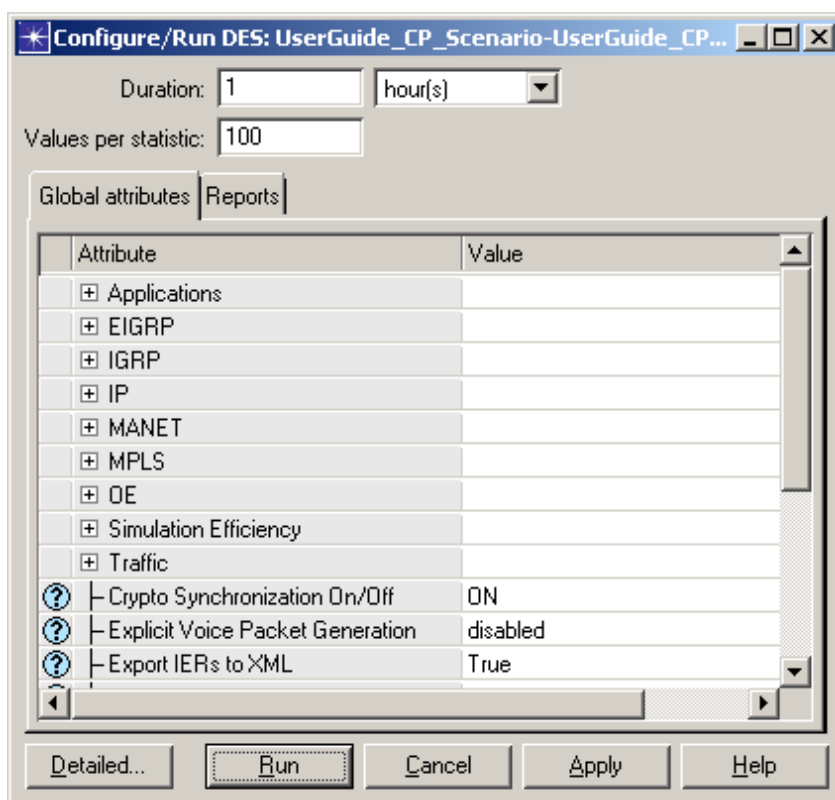 Configure/Run DES: UserGuide_CP_Scenario-UserGuide_CP...
Duration: 1 hour(s)
Values per statistic: 100
Global attributes Reports
Attribute Value
Applications
EIGRP
IGRP
IP
MANET
MPLS
OE
Simulation Efficiency
Traffic
Crypto Synchronization On/Off ON
Explicit Voice Packet Generation disabled
Export IERs to XML True
Detailed... Run Cancel Apply Help